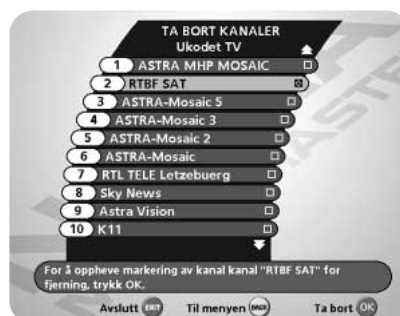 TA BORT KANALER
Ukodet TV
1 ASTRA MHP MOSAIC
2 RTBF SAT
3 ASTRA-Mosaic 5
4 ASTRA-Mosaic 3
5 ASTRA-Mosaic 2
6 ASTRA-Mosaic
7 RTL TELE Letzebuerg
8 Sky News
9 Astra Vision
10 K11
For å oppheve markering av kanal kanal "RTBF SAT" for
fjerning, trykk OK.
Avslutt EXIT Til menyen BACK Ta bort OK